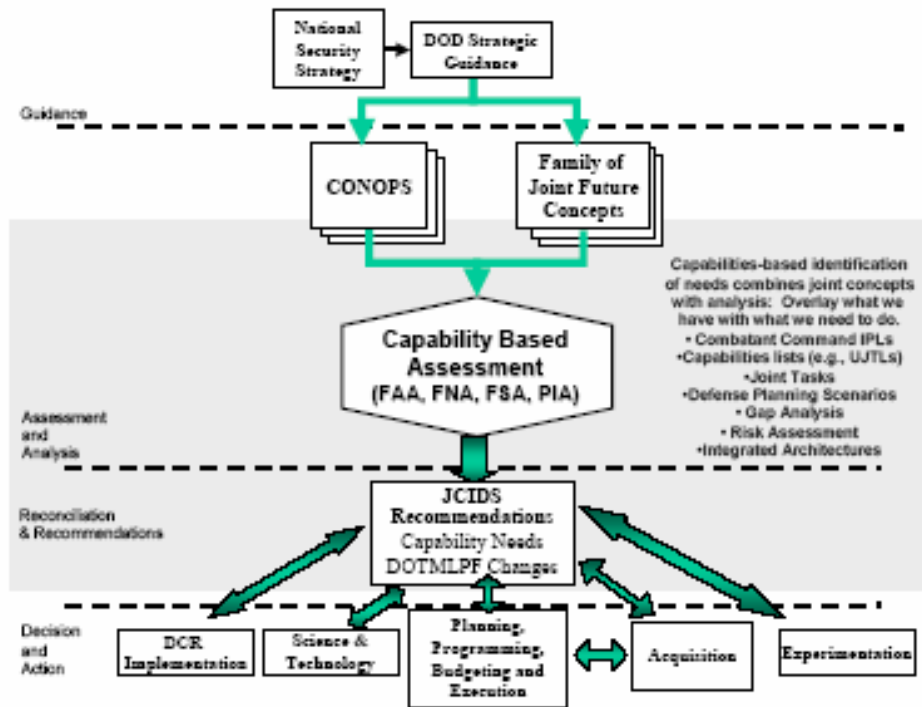 National
Security
Strategy
DOD Strategic
Guidance
Guidance
CONOPS
Family of
Joint Future
Concepts
Capabilities-based identification
of needs combines joint concepts
with analysis: Overlay what we
have with what we need to do.
• Combatant Command IPLs
•Capabilities lists (e.g., UJTLs)
•Joint Tasks
•Defense Planning Scenarios
• Gap Analysis
• Risk Assessment
•Integrated Architectures
Capability Based
Assessment
(FAA, FNA, FSA, PIA)
Assessment
and
Analysis
Reconciliation
& Recommendations
JCIDS
Recommendations
Capability Needs
DOTMLPF Changes
Decision
and
Action
DCR
Implementation
Science &
Technology
Planning,
Programming,
Budgeting and
Execution
Acquisition
Experimentation